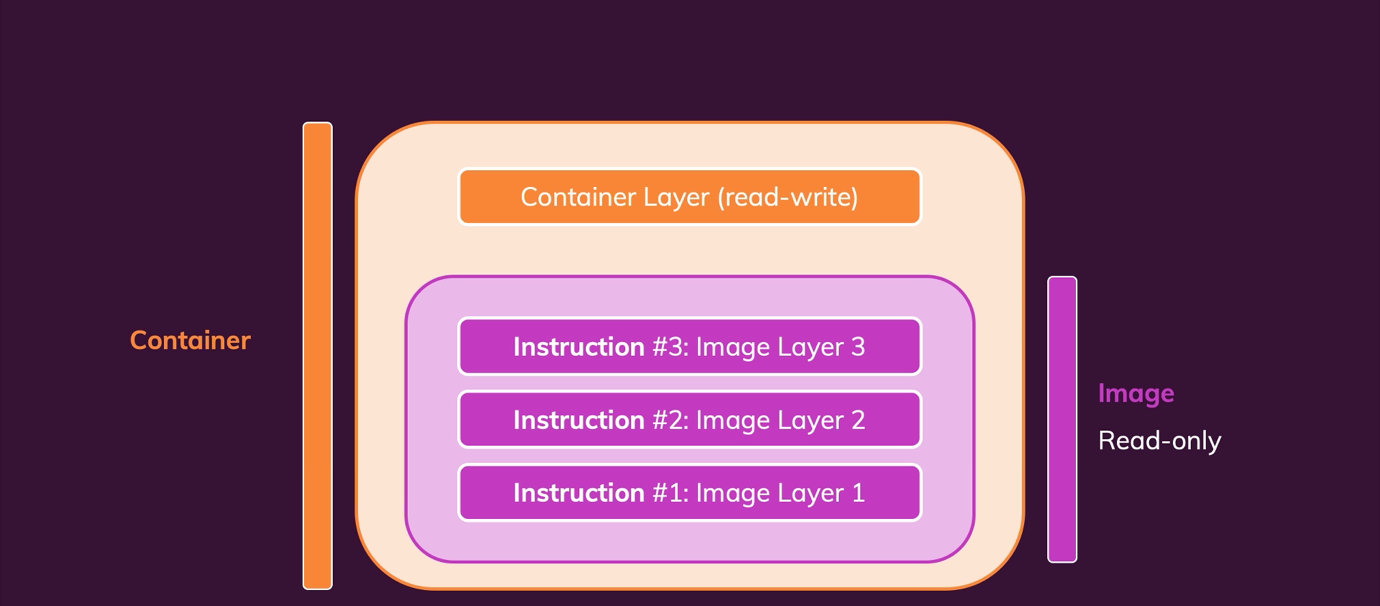 Container Layer (read-write)
Instruction #3: Image Layer 3
Container
Image
Instruction #2: Image Layer 2
Read-only
Instruction #1: Image Layer 1